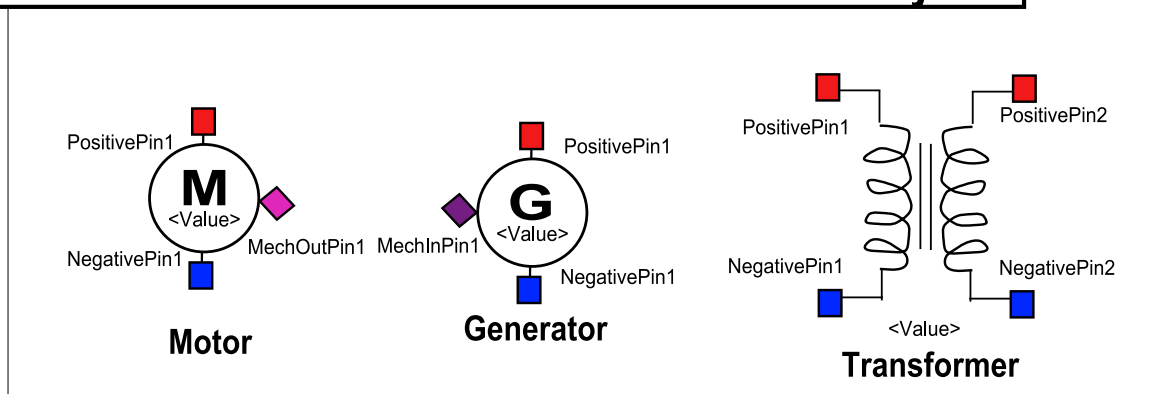 PositivePin1
M
<Value>
NegativePin1
MechOutPin1
Motor
PositivePin1
G
<Value>
MechInPin1
NegativePin1
Generator
PositivePin1
PositivePin2
NegativePin1
NegativePin2
<Value>
Transformer